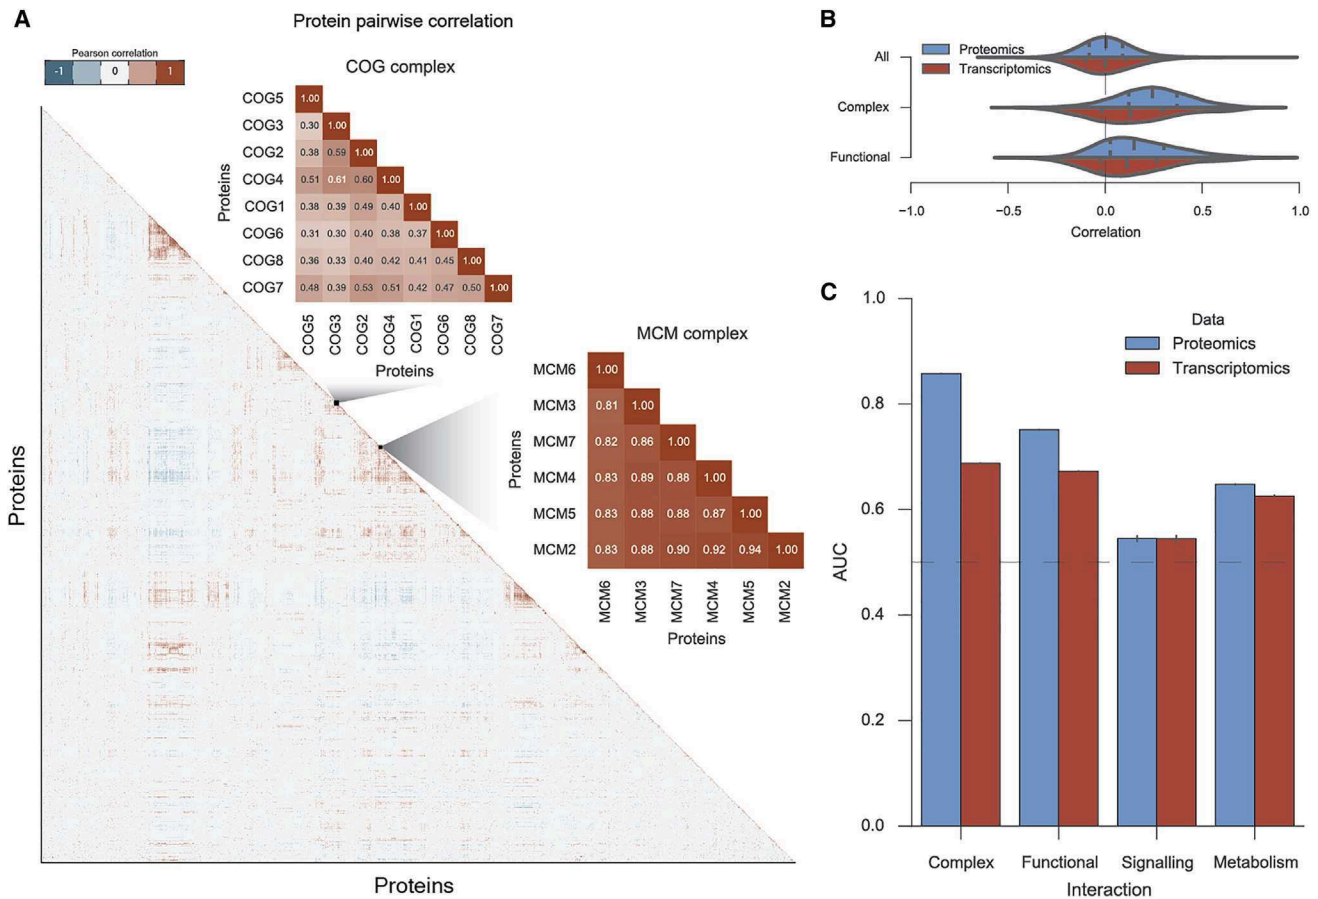 A
Protein pairwise correlation
Pearson correlation
-1 0 1
COG complex
COG5 1.00
COG3 0.30 1.00
COG2 0.38 0.59 1.00
COG4 0.51 0.61 0.60 1.00
COG1 0.38 0.39 0.49 0.40 1.00
COG6 0.31 0.30 0.40 0.38 0.37 1.00
COG8 0.36 0.33 0.40 0.42 0.41 0.45 1.00
COG7 0.48 0.39 0.53 0.51 0.42 0.47 0.50 1.00
Proteins
COG5 COG3 COG2 COG4 COG1 COG6 COG8 COG7
Proteins
MCM complex
MCM6 1.00
MCM3 0.81 1.00
MCM7 0.82 0.86 1.00
MCM4 0.83 0.89 0.88 1.00
MCM5 0.83 0.88 0.88 0.87 1.00
MCM2 0.83 0.88 0.90 0.92 0.94 1.00
Proteins
MCM6 MCM3 MCM7 MCM4 MCM5 MCM2
Proteins
Proteins
Proteins
B
Proteomics
Transcriptomics
All
Complex
Functional
−1.0 −0.5 0.0 0.5 1.0
Correlation
C
Data
Proteomics
Transcriptomics
1.0
0.8
0.6
0.4
0.2
0.0
AUC
Complex Functional Signalling Metabolism
Interaction